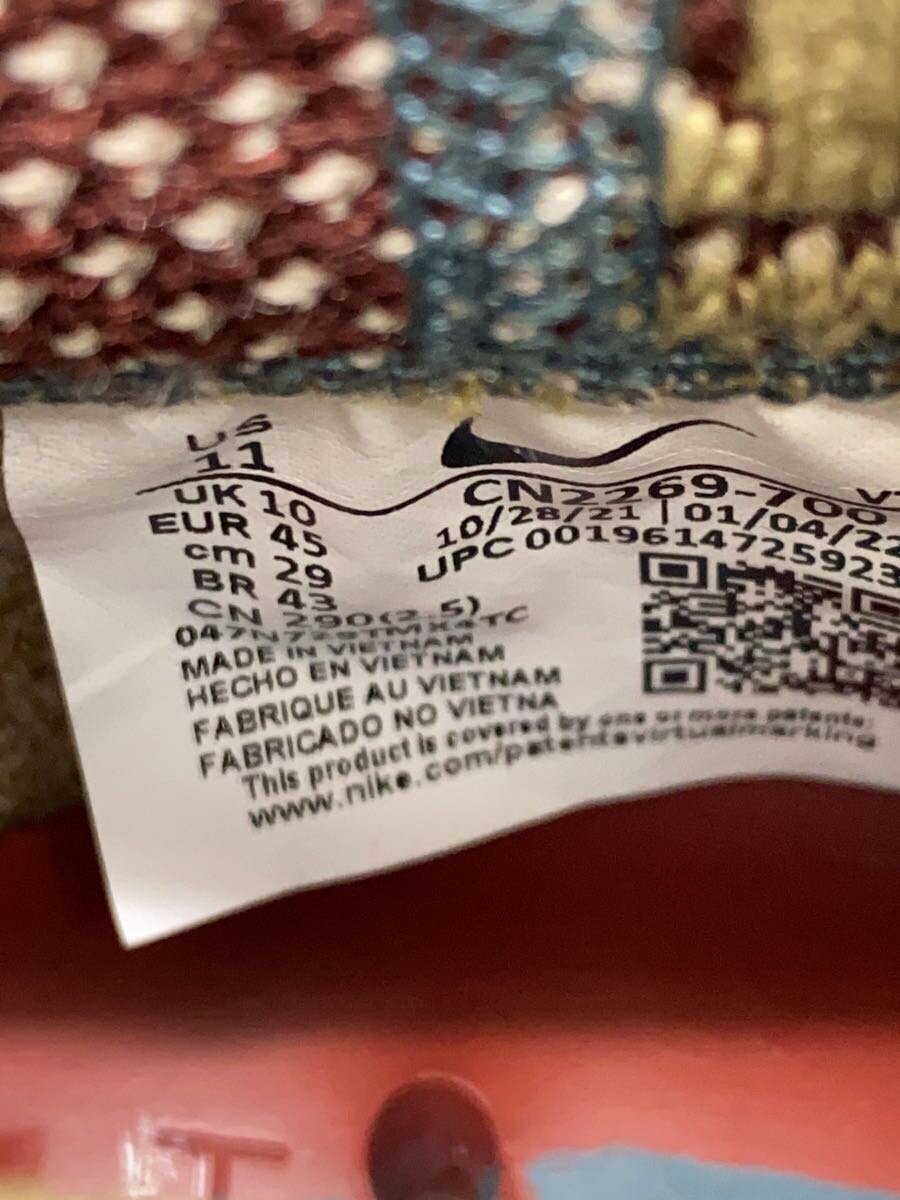 US
11
UK 10
EUR 45
cm 29
BR 43
CN 290(2.5)
CN2269-700
10/28/21 | 01/04/22
UPC 0019614725923
MADE IN VIETNAM
HECHO EN VIETNAM
FABRIQUE AU VIETNAM
FABRICADO NO VIETNA
This product is covered by one or more patents:
www.nike.com/patentsvirtualmarking